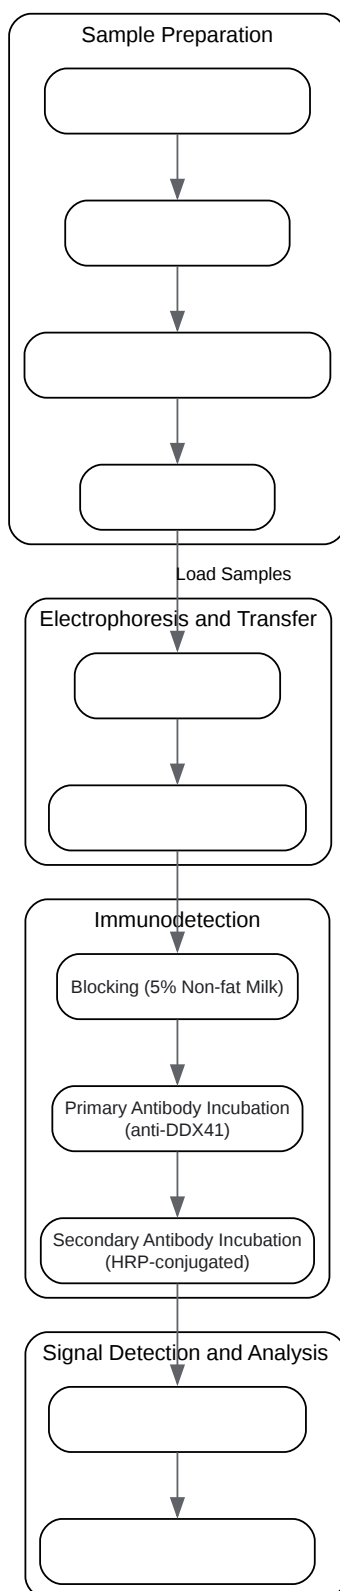 Sample Preparation
Load Samples
Electrophoresis and Transfer
Immunodetection
Blocking (5% Non-fat Milk)
Primary Antibody Incubation
(anti-DDX41)
Secondary Antibody Incubation
(HRP-conjugated)
Signal Detection and Analysis